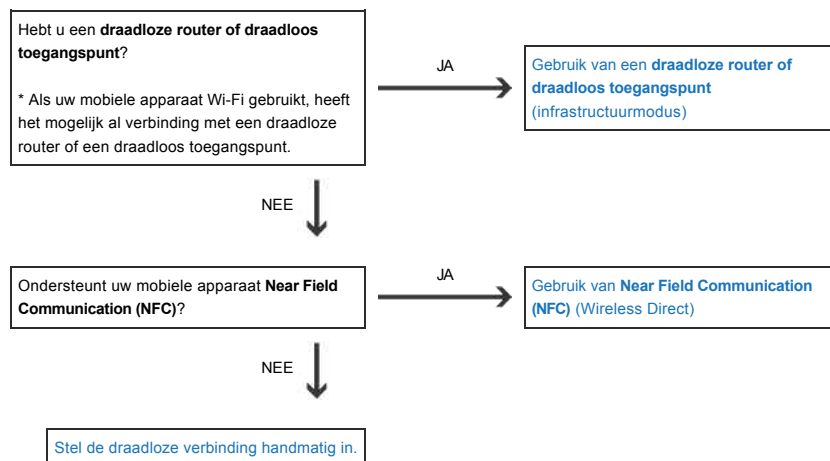 Hebt u een draadloze router of draadloos
toegangspunt?
* Als uw mobiele apparaat Wi-Fi gebruikt, heeft
het mogelijk al verbinding met een draadloze
router of een draadloos toegangspunt.
JA
Gebruik van een draadloze router of
draadloos toegangspunt
(infrastructuurmodus)
NEE
Ondersteunt uw mobiele apparaat Near Field
Communication (NFC)?
JA
Gebruik van Near Field Communication
(NFC) (Wireless Direct)
NEE
Stel de draadloze verbinding handmatig in.